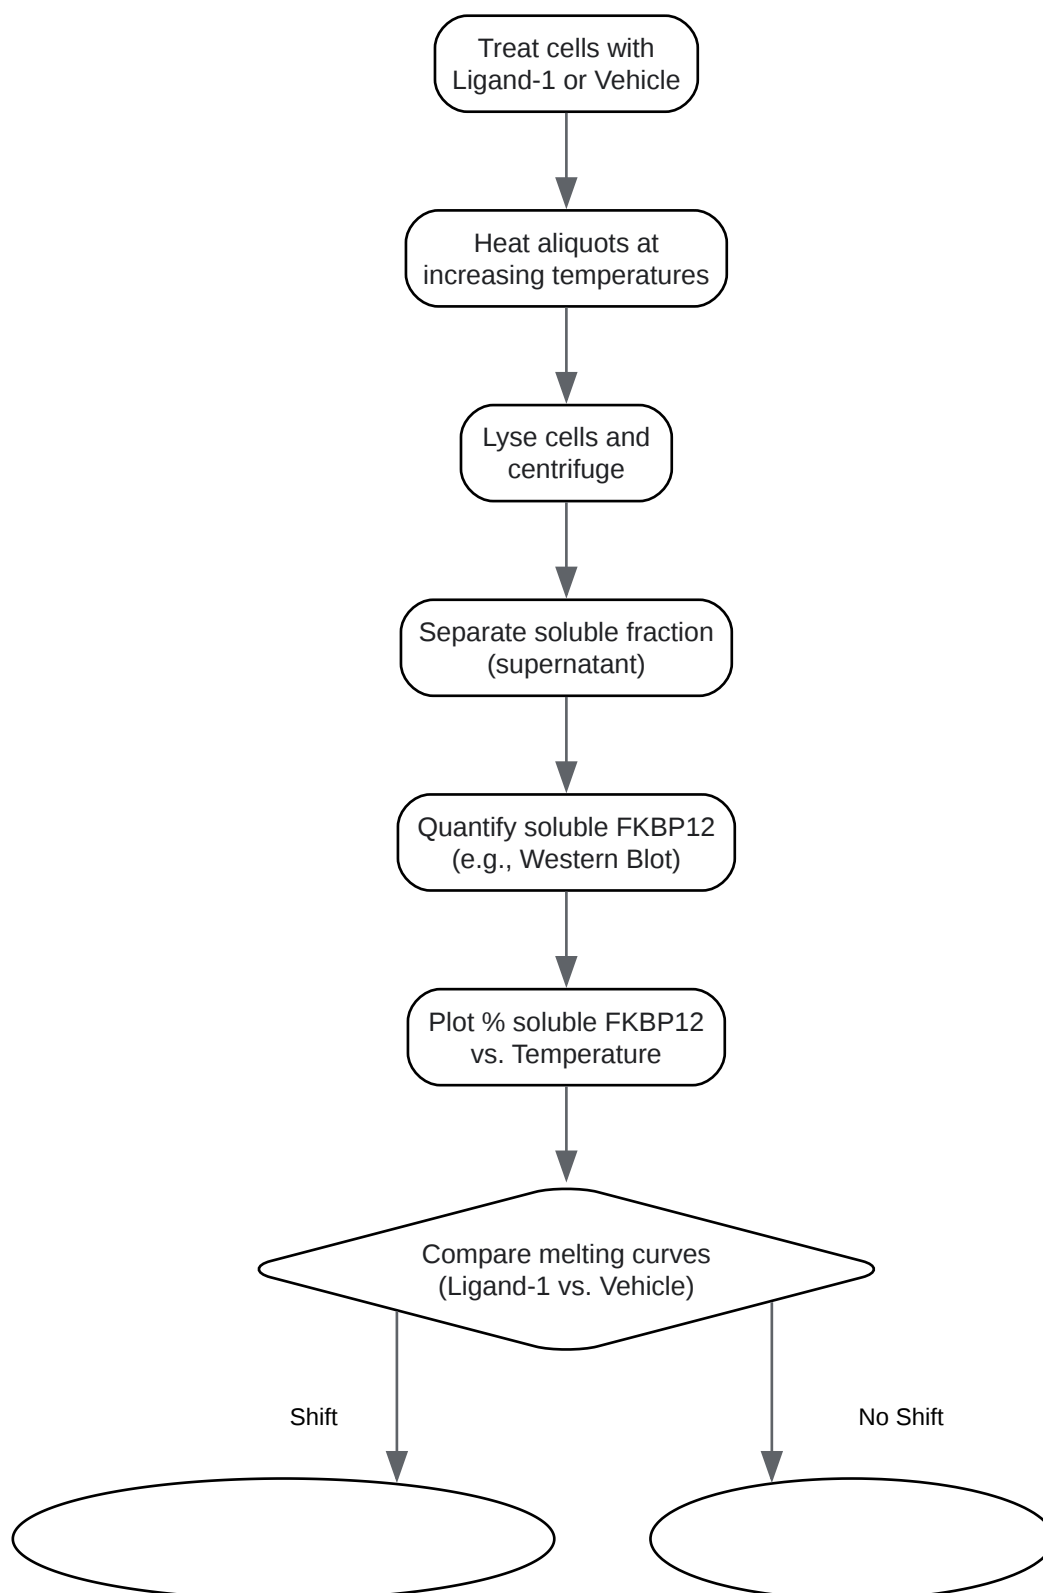 Treat cells with
Ligand-1 or Vehicle
Heat aliquots at
increasing temperatures
Lyse cells and
centrifuge
Separate soluble fraction
(supernatant)
Quantify soluble FKBP12
(e.g., Western Blot)
Plot % soluble FKBP12
vs. Temperature
Compare melting curves
(Ligand-1 vs. Vehicle)
Shift
No Shift